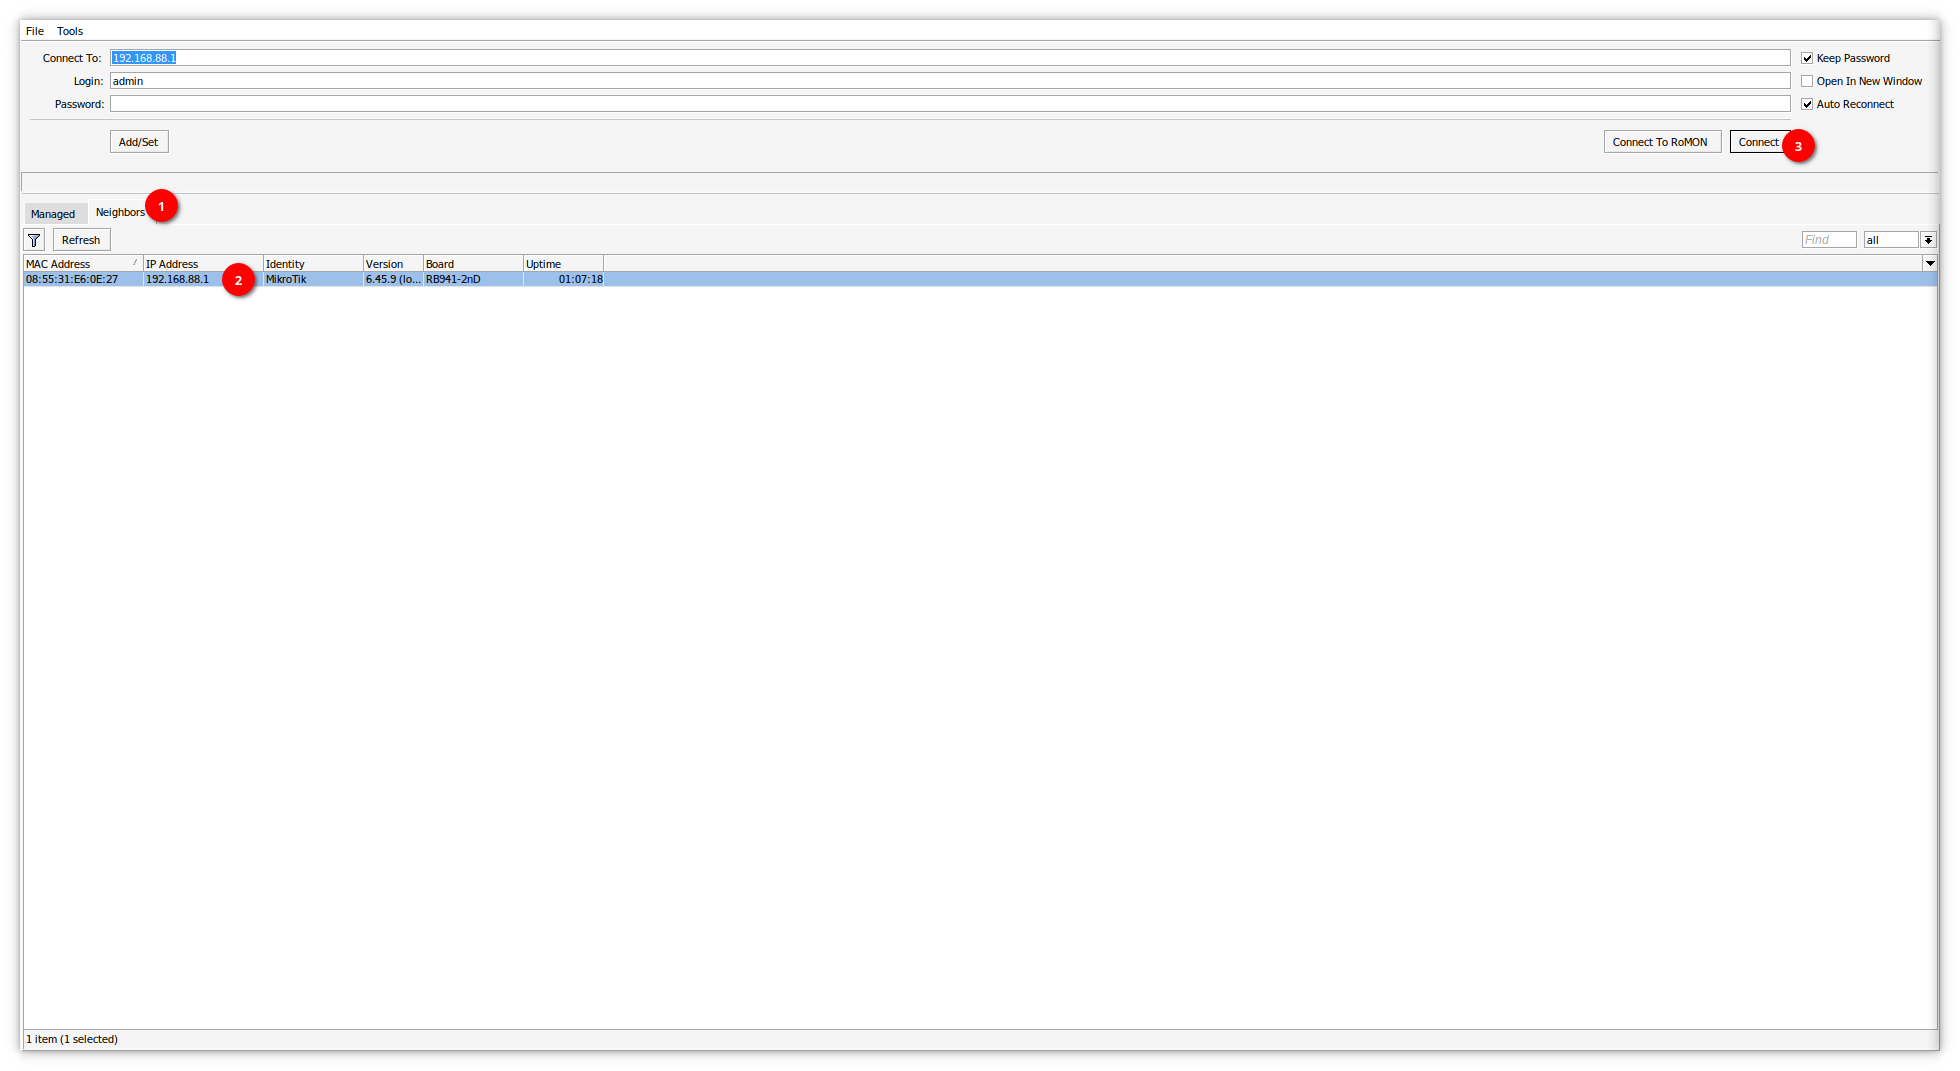 File Tools
Connect To: 192.168.88.1 Keep Password
Login: admin Open In New Window
Password: Auto Reconnect
Add/Set Connect To RoMON Connect 3
Managed Neighbors 1
Refresh Find all
MAC Address IP Address Identity Version Board Uptime
08:55:31:E6:0E:27 192.168.88.1 2 MikroTik 6.45.9 (lo... RB941-2nD 01:07:18
1 item (1 selected)